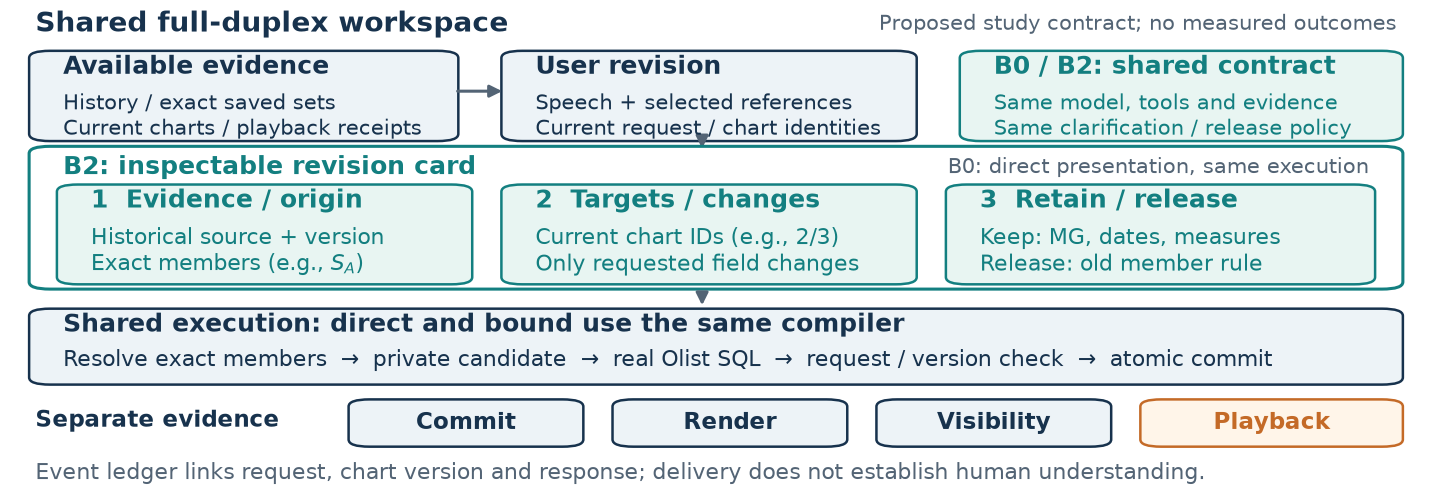 Shared full-duplex workspace
Proposed study contract; no measured outcomes
Available evidence
History / exact saved sets
Current charts / playback receipts
User revision
Speech + selected references
Current request / chart identities
B0 / B2: shared contract
Same model, tools and evidence
Same clarification / release policy
B2: inspectable revision card
B0: direct presentation, same execution
1 Evidence / origin
Historical source + version
Exact members (e.g., S_A)
2 Targets / changes
Current chart IDs (e.g., 2/3)
Only requested field changes
3 Retain / release
Keep: MG, dates, measures
Release: old member rule
Shared execution: direct and bound use the same compiler
Resolve exact members → private candidate → real Olist SQL → request / version check → atomic commit
Separate evidence
Commit
Render
Visibility
Playback
Event ledger links request, chart version and response; delivery does not establish human understanding.